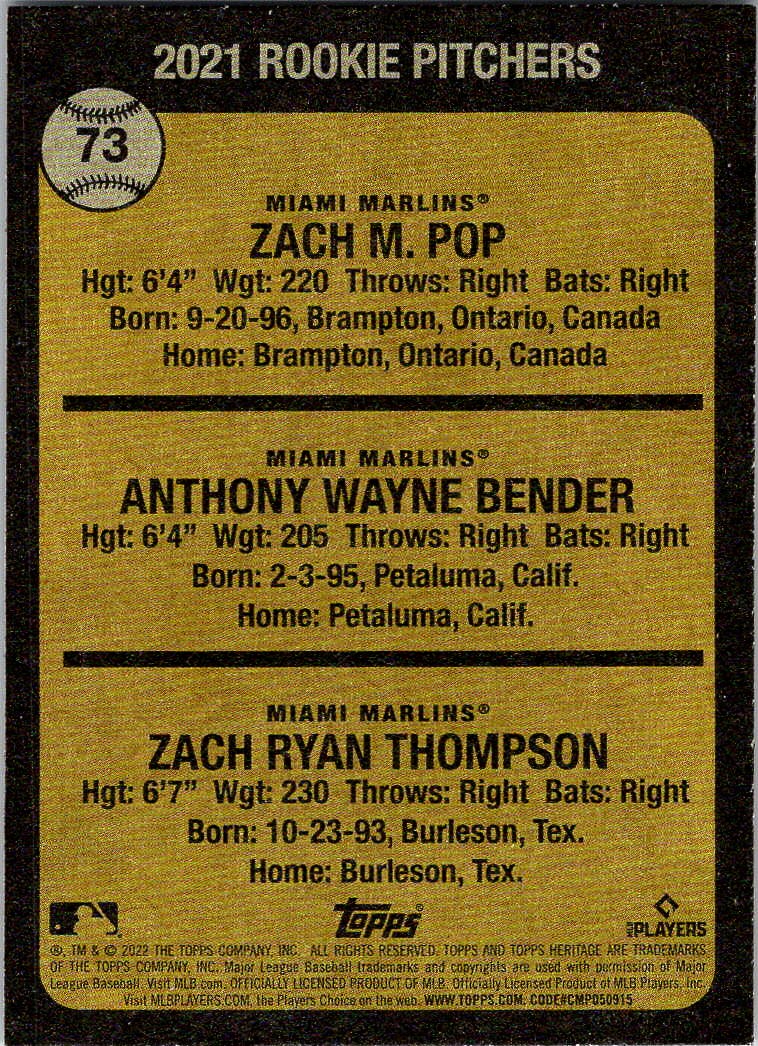 2021 ROOKIE PITCHERS
73
MIAMI MARLINS®
ZACH M. POP
Hgt: 6'4” Wgt: 220 Throws: Right Bats: Right
Born: 9-20-96, Brampton, Ontario, Canada
Home: Brampton, Ontario, Canada
MIAMI MARLINS®
ANTHONY WAYNE BENDER
Hgt: 6'4” Wgt: 205 Throws: Right Bats: Right
Born: 2-3-95, Petaluma, Calif.
Home: Petaluma, Calif.
MIAMI MARLINS®
ZACH RYAN THOMPSON
Hgt: 6'7” Wgt: 230 Throws: Right Bats: Right
Born: 10-23-93, Burleson, Tex.
Home: Burleson, Tex.
TOPPS®
PLAYERS
®, TM & © 2022 THE TOPPS COMPANY, INC. ALL RIGHTS RESERVED. TOPPS AND TOPPS HERITAGE ARE TRADEMARKS
OF THE TOPPS COMPANY, INC. Major League Baseball trademarks and copyrights are used with permission of Major
League Baseball. Visit MLB.com. OFFICIALLY LICENSED PRODUCT OF MLB. Officially Licensed Product of MLB Players, Inc.
Visit MLBPLAYERS.COM, the Players Choice on the web. WWW.TOPPS.COM. CODE#CMP050915